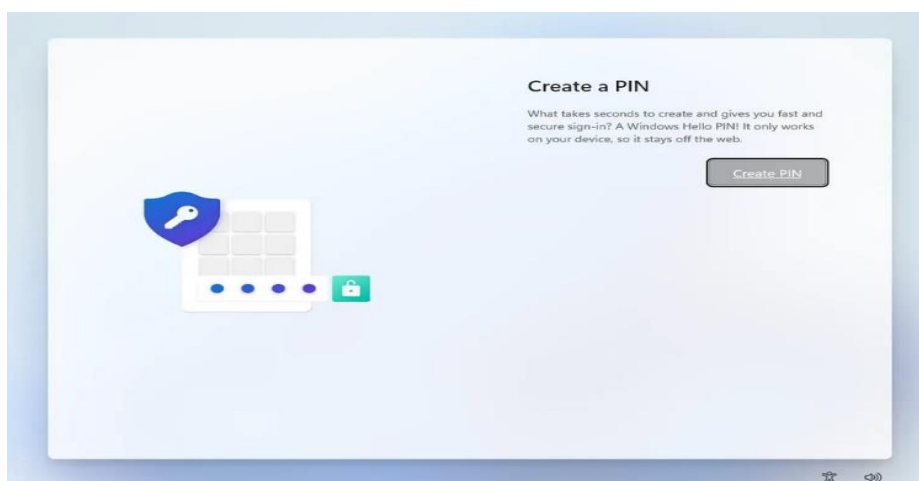 Create a PIN
What takes seconds to create and gives you fast and
secure sign-in? A Windows Hello PIN! It only works
on your device, so it stays off the web.
Create PIN